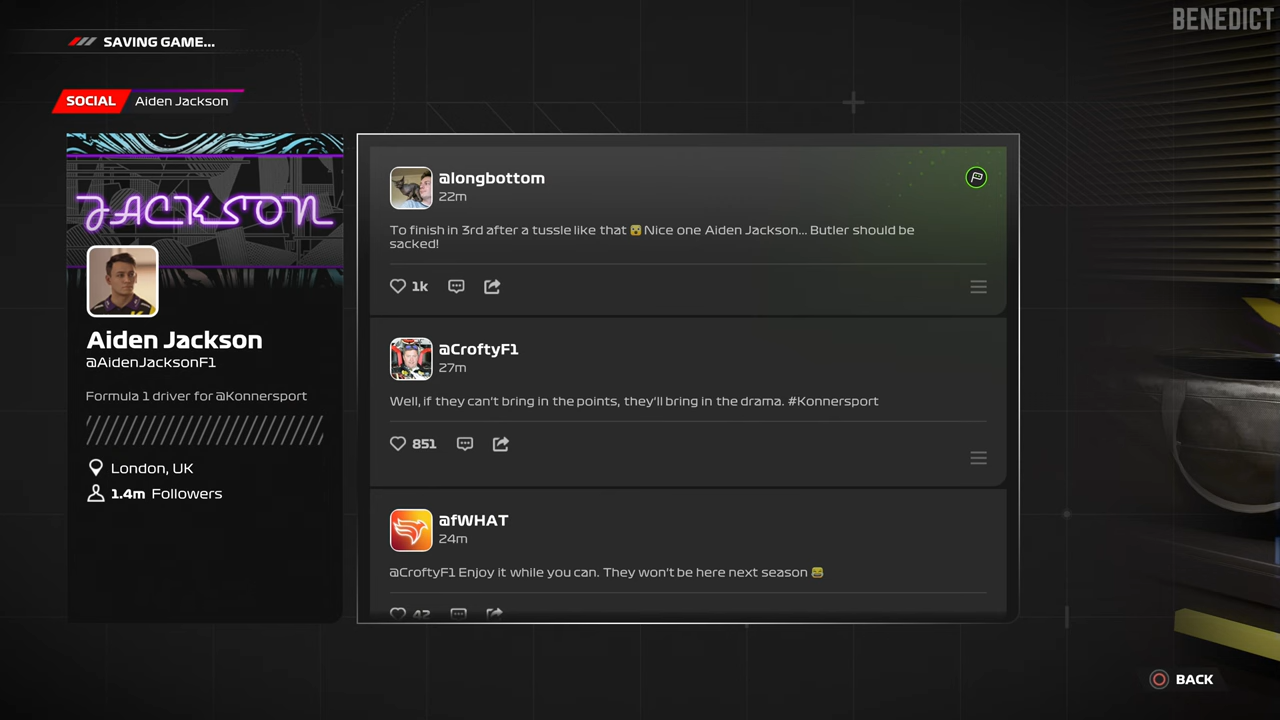 BENEDICT
SAVING GAME...
SOCIAL Aiden Jackson
JACKSON
Aiden Jackson
@AidenJacksonF1
Formula 1 driver for @Konnersport
London, UK
1.4m Followers
@longbottom
22m
To finish in 3rd after a tussle like that 😲 Nice one Aiden Jackson... Butler should be
sacked!
1k
@CroftyF1
27m
Well, if they can't bring in the points, they'll bring in the drama. #Konnersport
851
@fWHAT
24m
@CroftyF1 Enjoy it while you can. They won't be here next season 😆
42
BACK